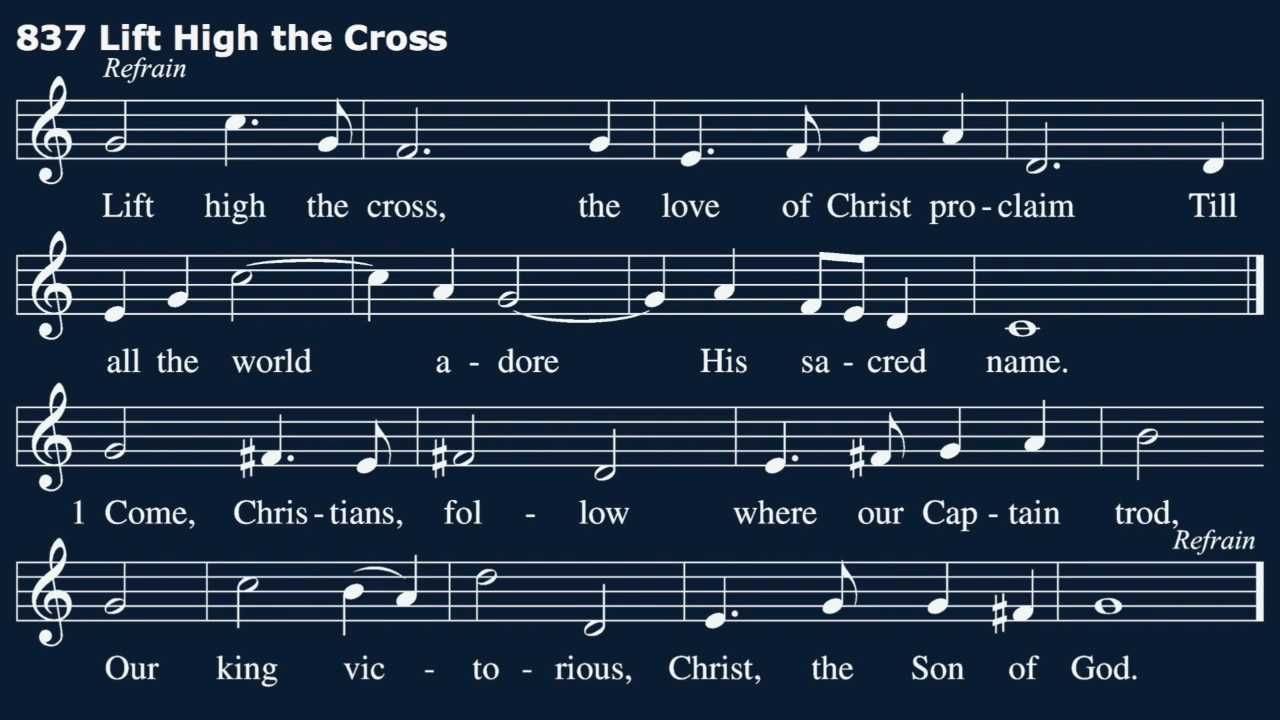 837 Lift High the Cross
Refrain
Lift high the cross, the love of Christ pro - claim Till
all the world a - dore His sa - cred name.
1 Come, Chris - tians, fol - low where our Cap - tain trod,
Refrain
Our king vic - to - rious, Christ, the Son of God.